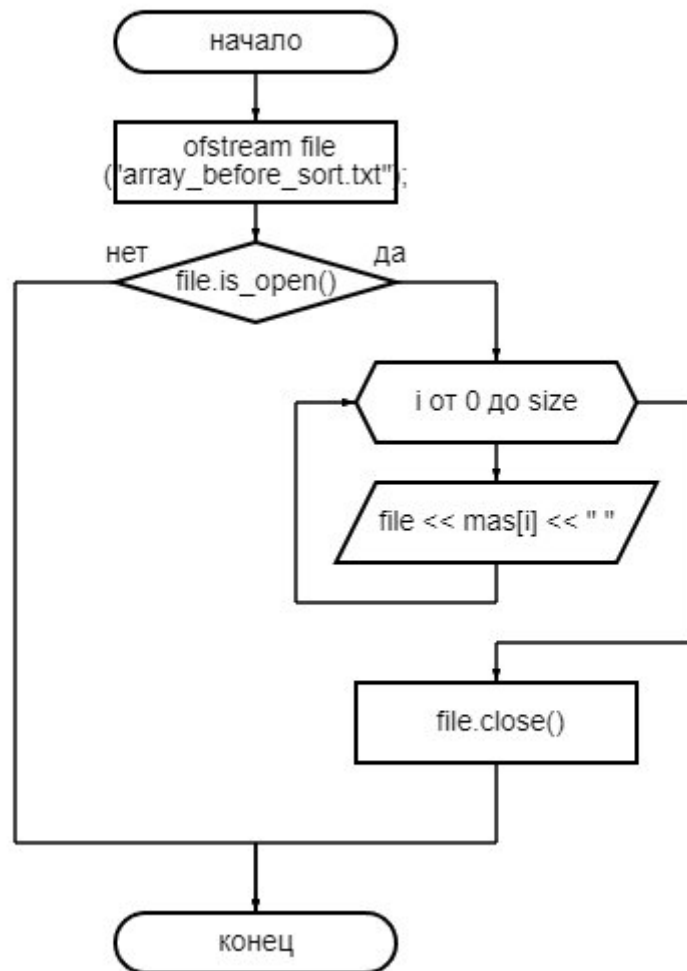 начало
ofstream file
("array_before_sort.txt");
нет
да
file.is_open()
i от 0 до size
file << mas[i] << " "
file.close()
конец